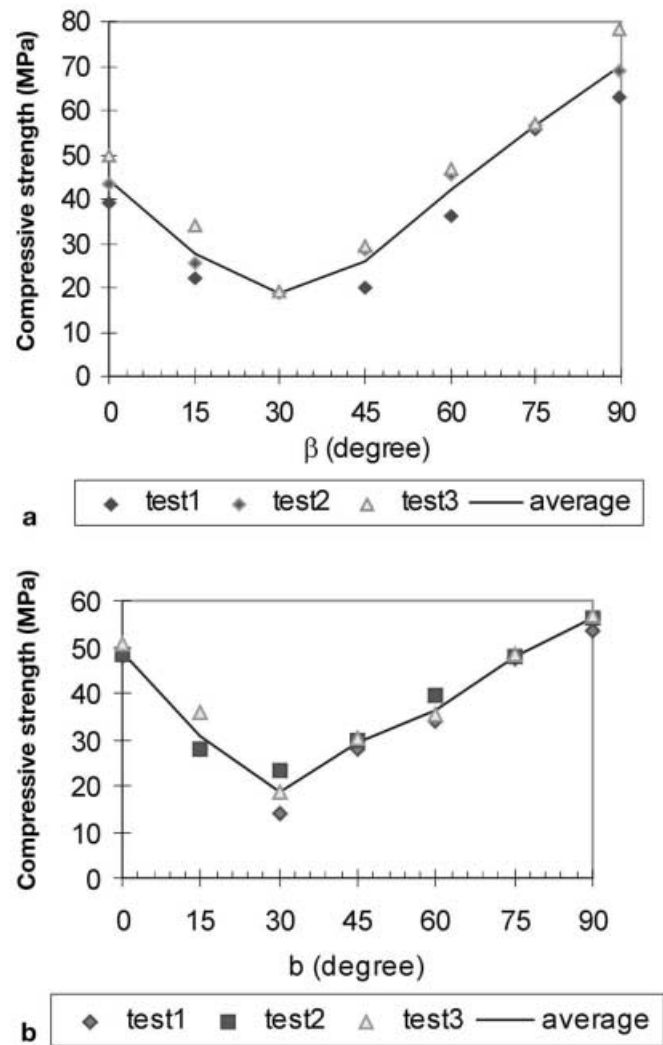 Compressive strength (MPa)
80
70
60
50
40
30
20
10
0
0 15 30 45 60 75 90
β (degree)
a
test1 test2 test3 average
Compressive strength (MPa)
60
50
40
30
20
10
0
0 15 30 45 60 75 90
b (degree)
b
test1 test2 test3 average